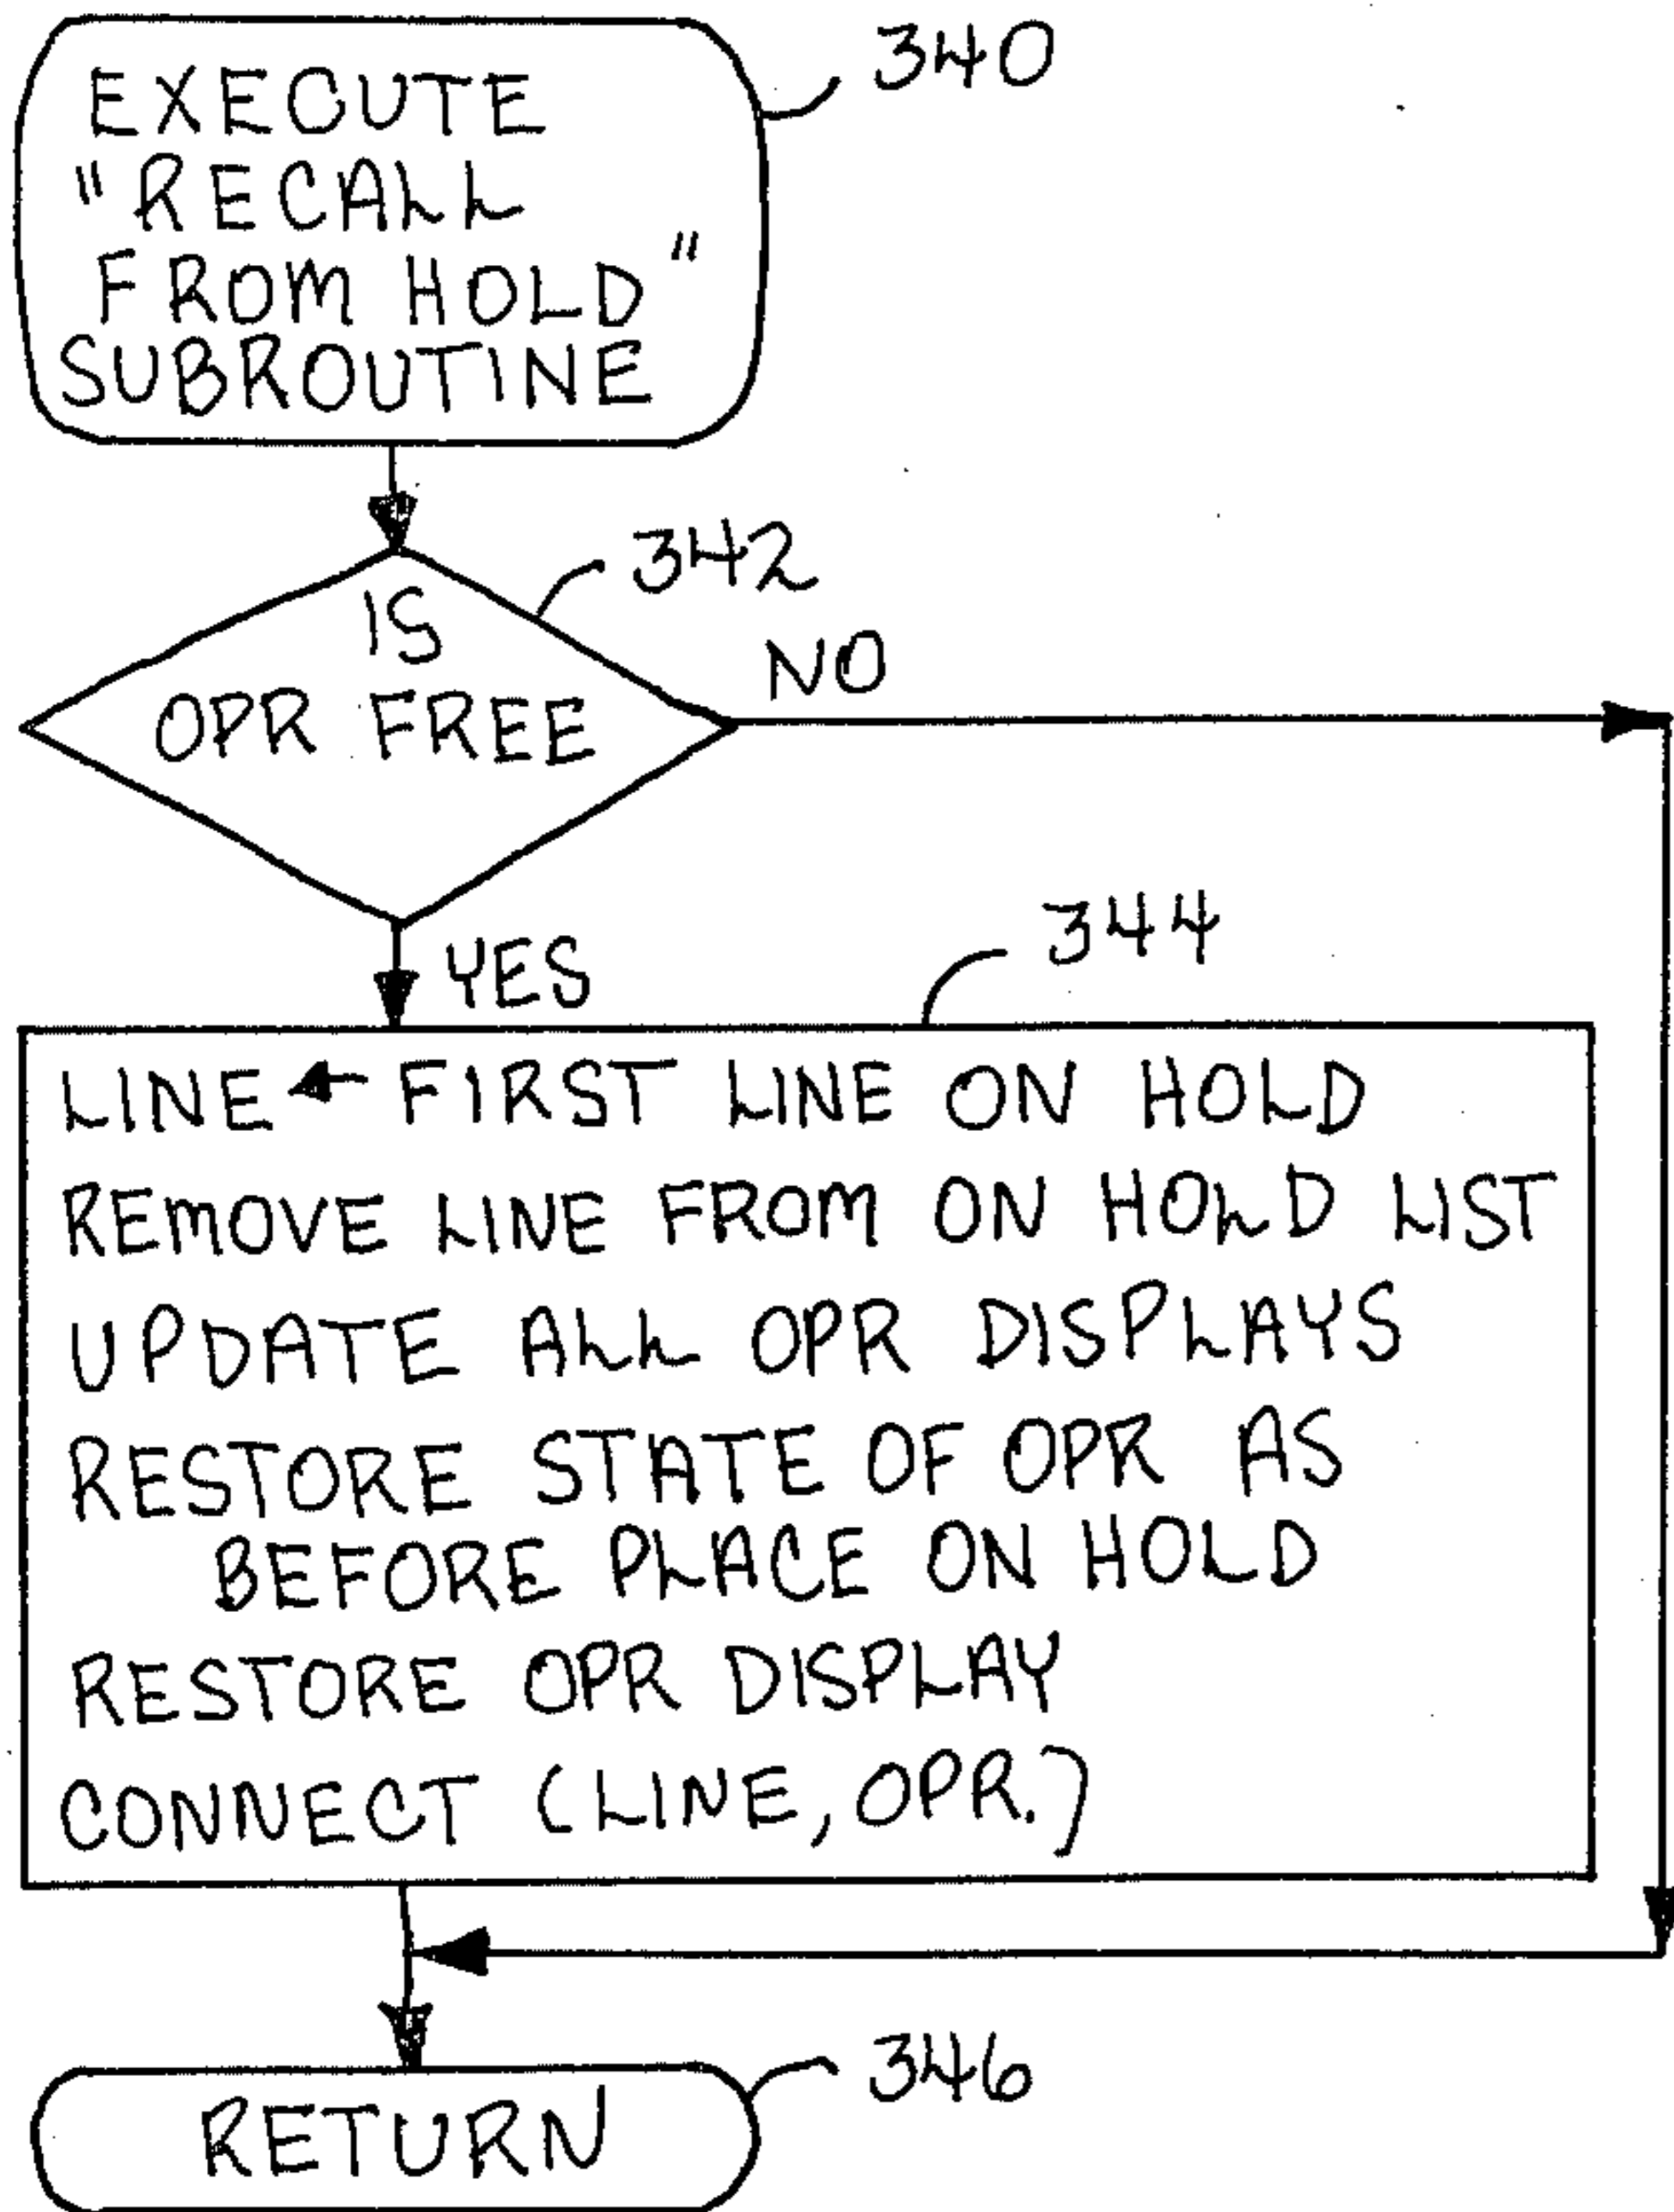 EXECUTE
"RECALL
FROM HOLD"
SUBROUTINE
340
IS
OPR FREE
342
NO
YES
344
LINE ← FIRST LINE ON HOLD
REMOVE LINE FROM ON HOLD LIST
UPDATE ALL OPR DISPLAYS
RESTORE STATE OF OPR AS
BEFORE PLACE ON HOLD
RESTORE OPR DISPLAY
CONNECT (LINE, OPR.)
RETURN
346